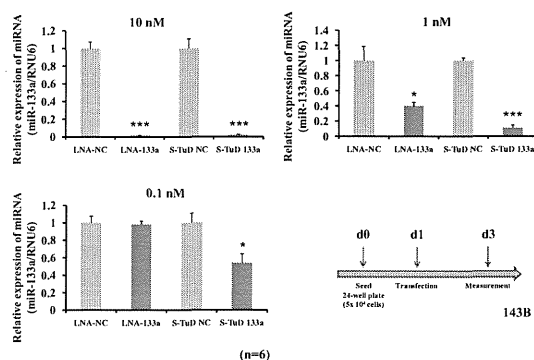 10 nM
Relative expression of miRNA
(miR-133a/RNU6)
1.2
1
0.8
0.6
0.4
0.2
0
***
***
LNA-NC LNA-133a S-TuD NC S-TuD 133a
1 nM
Relative expression of miRNA
(miR-133a/RNU6)
1.4
1.2
1
0.8
0.6
0.4
0.2
0
*
***
LNA-NC LNA-133a S-TuD NC S-TuD 133a
0.1 nM
Relative expression of miRNA
(miR-133a/RNU6)
1.2
1
0.8
0.6
0.4
0.2
0
*
LNA-NC LNA-133a S-TuD NC S-TuD 133a
(n=6)
d0 d1 d3
Seed Transfection Measurement
24-well plate
(5x 10⁴ cells)
143B